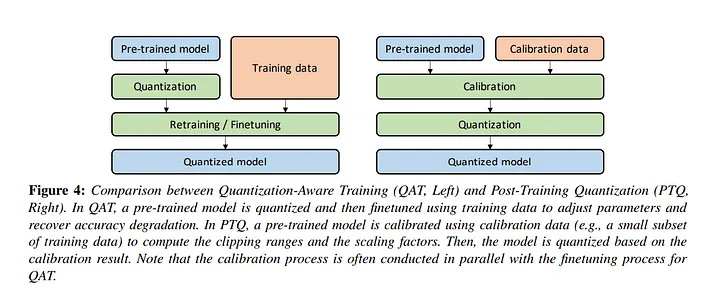 Pre-trained model
Quantization
Training data
Retraining / Finetuning
Quantized model
Pre-trained model
Calibration data
Calibration
Quantization
Quantized model
Figure 4: Comparison between Quantization-Aware Training (QAT, Left) and Post-Training Quantization (PTQ,
Right). In QAT, a pre-trained model is quantized and then finetuned using training data to adjust parameters and
recover accuracy degradation. In PTQ, a pre-trained model is calibrated using calibration data (e.g., a small subset
of training data) to compute the clipping ranges and the scaling factors. Then, the model is quantized based on the
calibration result. Note that the calibration process is often conducted in parallel with the finetuning process for
QAT.